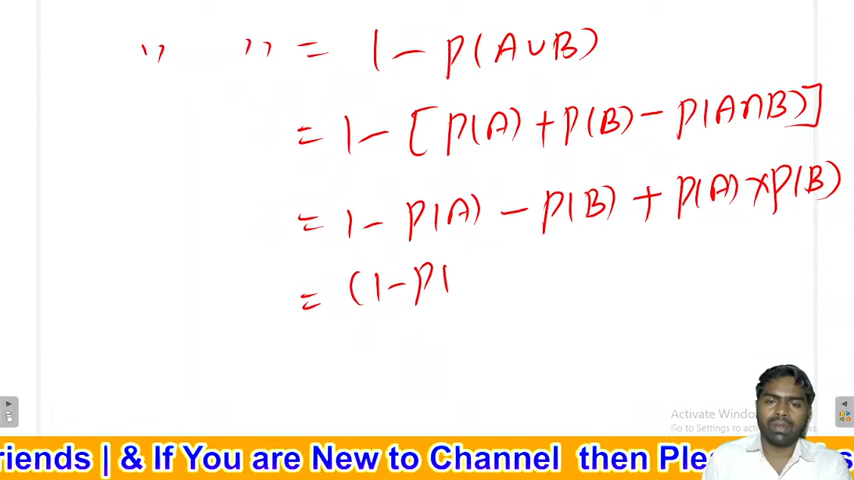 " " = 1 - P(A∪B)
= 1 - [P(A) + P(B) - P(A∩B)]
= 1 - P(A) - P(B) + P(A) × P(B)
= (1 - P(
Activate Windo
Go to Settings to activ
riends | & If You are New to Channel then Ple
s